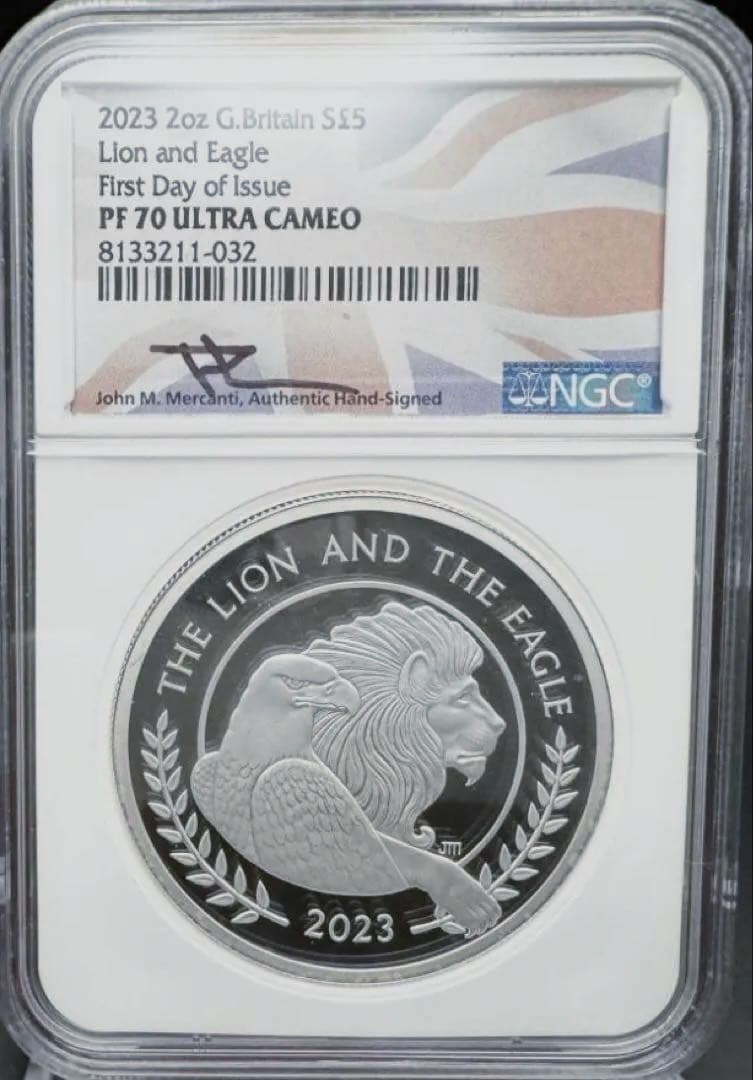 2023 2oz G.Britain S£5
Lion and Eagle
First Day of Issue
PF 70 ULTRA CAMEO
8133211-032
John M. Mercanti, Authentic Hand-Signed
NGC®
THE LION AND THE EAGLE
JM
2023